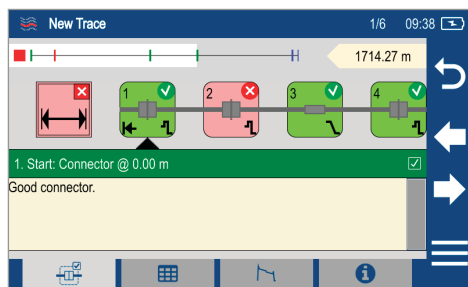 New Trace 1/6 09:38
1714.27 m
1 2 3 4
1. Start: Connector @ 0.00 m
Good connector.